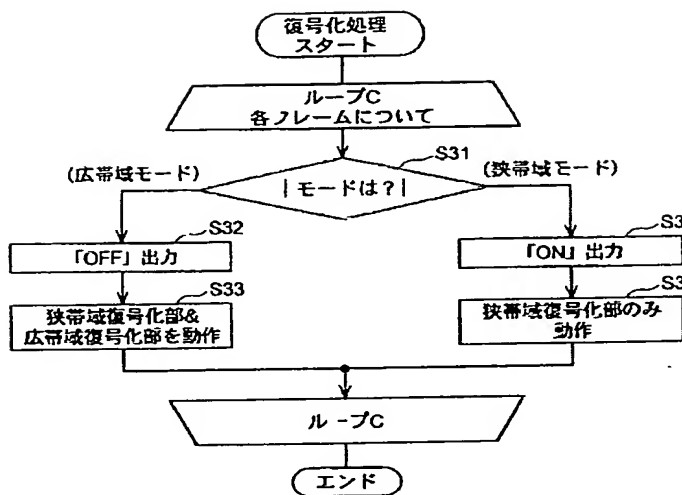 復号化処理
スタート
ループC
各フレームについて
S31
(広帯域モード)
(狭帯域モード)
モードは?
S32
S3
「OFF」出力
「ON」出力
S33
S3
狭帯域復号化部&
広帯域復号化部を動作
狭帯域復号化部のみ
動作
ループC
エンド